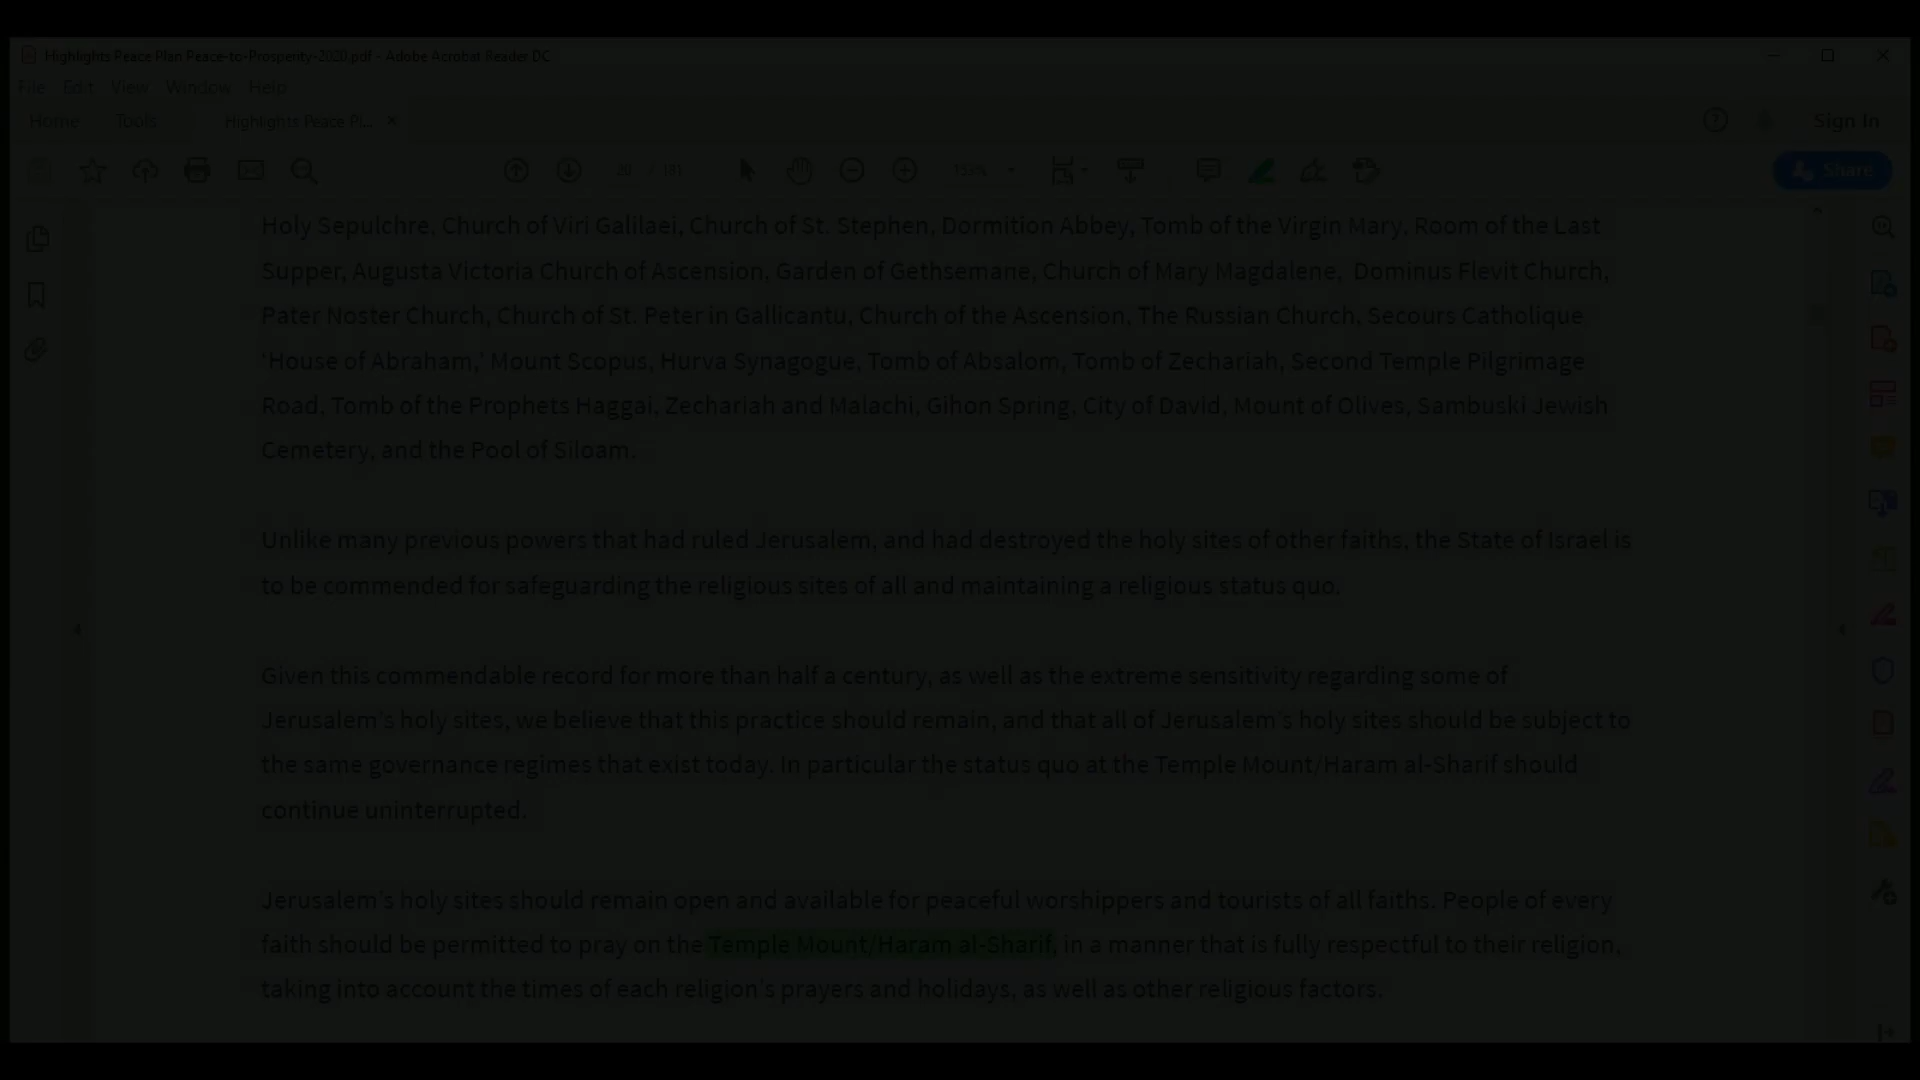 Highlights Peace Plan Peace-to-Prosperity-2020.pdf - Adobe Acrobat Reader DC
File Edit View Window Help
Home Tools Highlights Peace Pl... Sign In
/ 181 Share
Holy Sepulchre, Church of Viri Galilaei, Church of St. Stephen, Dormition Abbey, Tomb of the Virgin Mary, Room of the Last
Supper, Augusta Victoria Church of Ascension, Garden of Gethsemane, Church of Mary Magdalene, Dominus Flevit Church,
Pater Noster Church, Church of St. Peter in Gallicantu, Church of the Ascension, The Russian Church, Secours Catholique
‘House of Abraham,’ Mount Scopus, Hurva Synagogue, Tomb of Absalom, Tomb of Zechariah, Second Temple Pilgrimage
Road, Tomb of the Prophets Haggai, Zechariah and Malachi, Gihon Spring, City of David, Mount of Olives, Sambuski Jewish
Cemetery, and the Pool of Siloam.
Unlike many previous powers that had ruled Jerusalem, and had destroyed the holy sites of other faiths, the State of Israel is
to be commended for safeguarding the religious sites of all and maintaining a religious status quo.
Given this commendable record for more than half a century, as well as the extreme sensitivity regarding some of
Jerusalem’s holy sites, we believe that this practice should remain, and that all of Jerusalem’s holy sites should be subject to
the same governance regimes that exist today. In particular the status quo at the Temple Mount/Haram al-Sharif should
continue uninterrupted.
Jerusalem’s holy sites should remain open and available for peaceful worshippers and tourists of all faiths. People of every
faith should be permitted to pray on the Temple Mount/Haram al-Sharif, in a manner that is fully respectful to their religion,
taking into account the times of each religion’s prayers and holidays, as well as other religious factors.